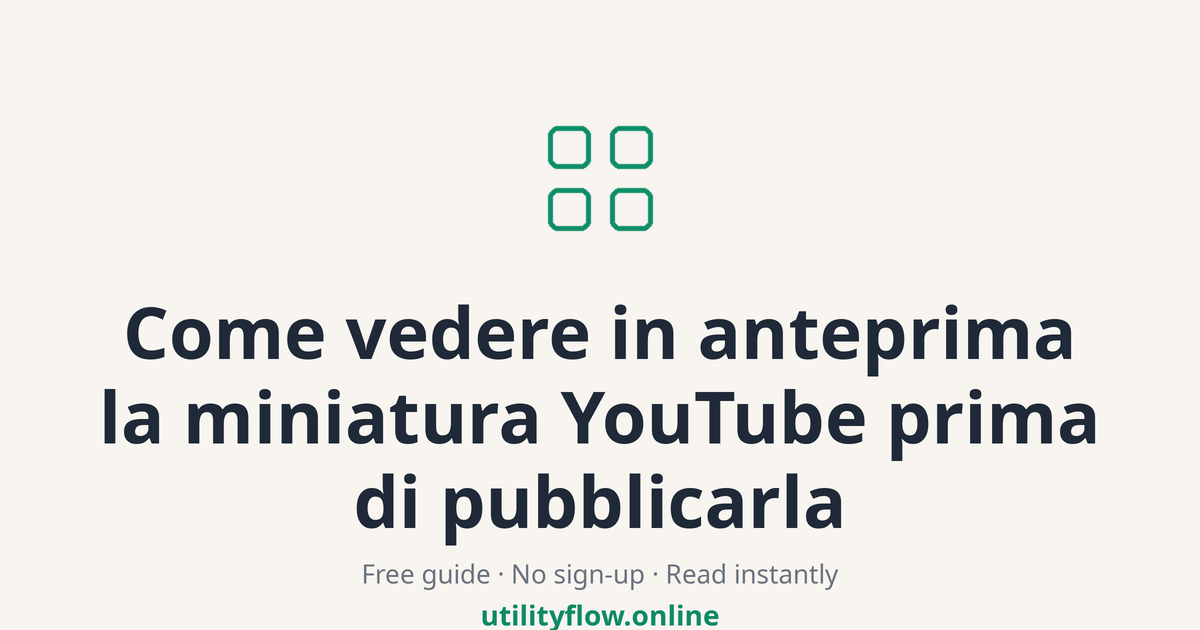 Come vedere in anteprima
la miniatura YouTube prima
di pubblicarla
Free guide · No sign-up · Read instantly
utilityflow.online